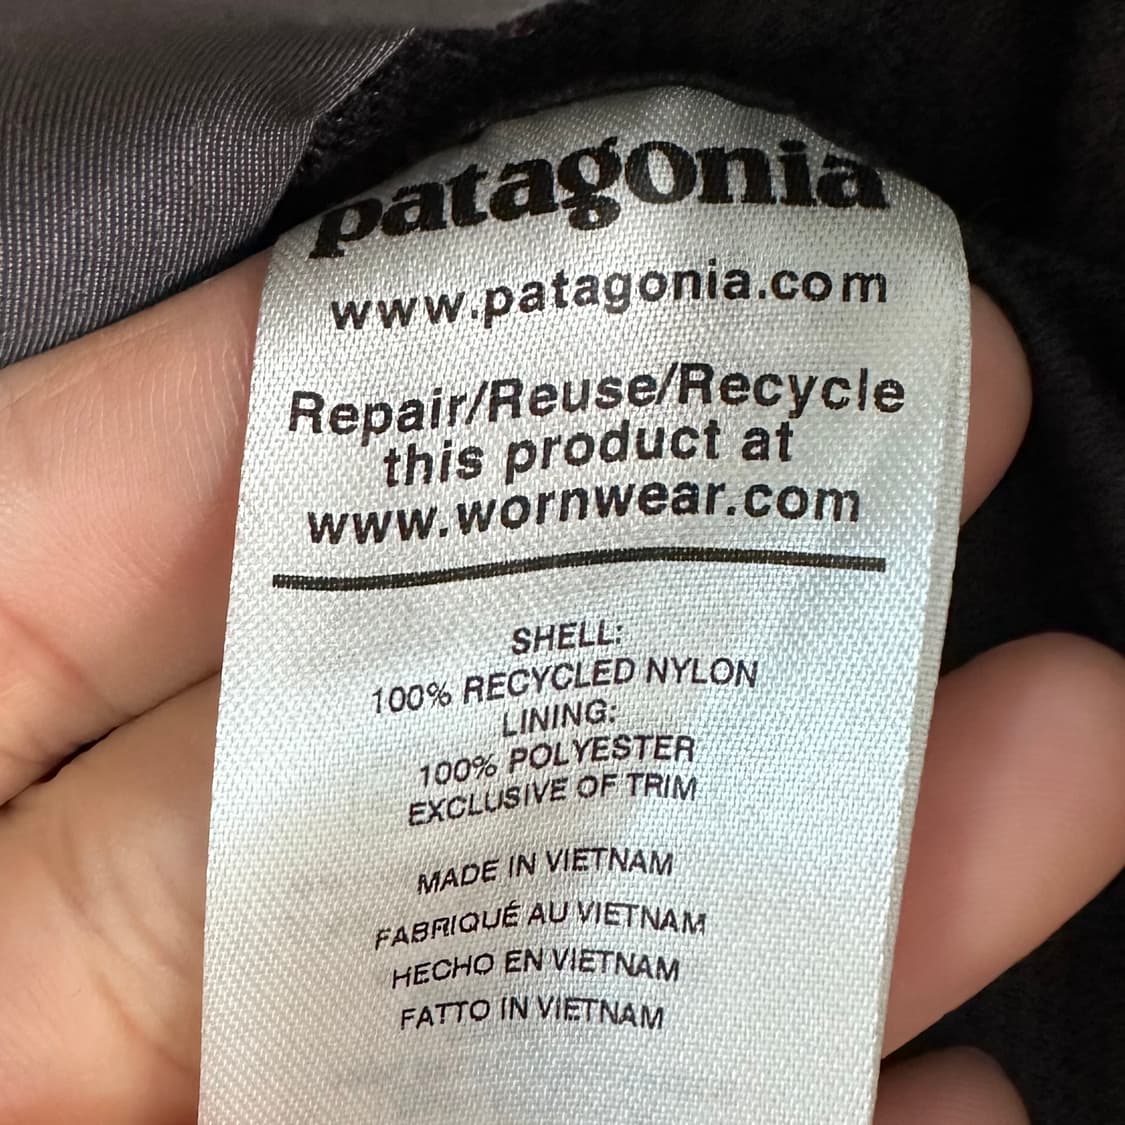 patagonia
www.patagonia.com
Repair/Reuse/Recycle
this product at
www.wornwear.com
SHELL:
100% RECYCLED NYLON
LINING:
100% POLYESTER
EXCLUSIVE OF TRIM
MADE IN VIETNAM
FABRIQUÉ AU VIETNAM
HECHO EN VIETNAM
FATTO IN VIETNAM